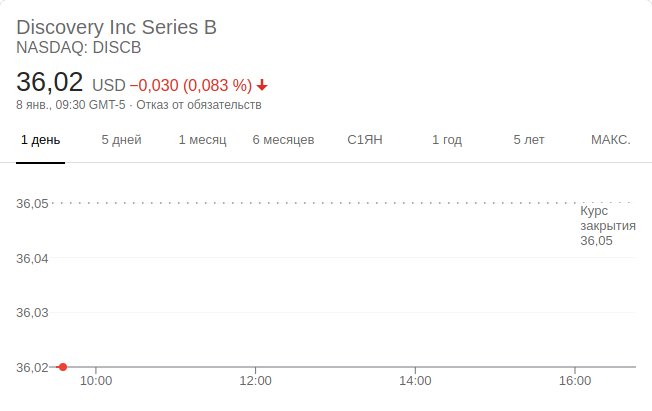 Discovery Inc Series B
NASDAQ: DISCB
36,02 USD −0,030 (0,083 %)
8 янв., 09:30 GMT-5 · Отказ от обязательств
1 день 5 дней 1 месяц 6 месяцев С1ЯН 1 год 5 лет МАКС.
36,05
Курс
закрытия
36,05
36,04
36,03
36,02
10:00 12:00 14:00 16:00